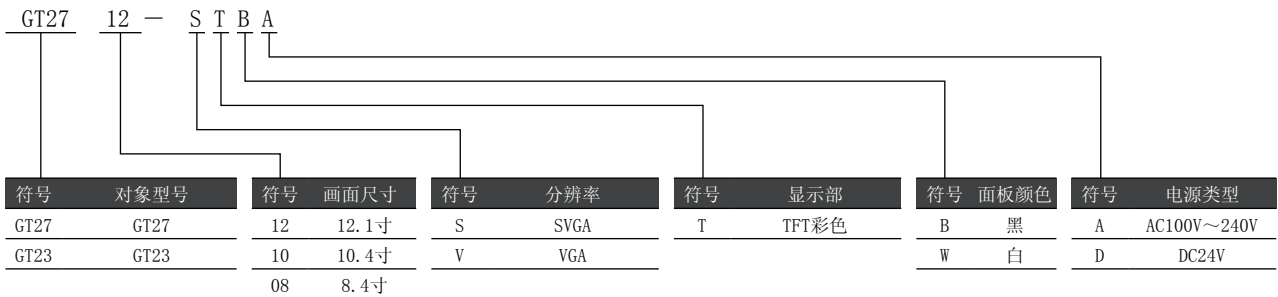 GT27 12 — S T B A
符号 对象型号 符号 画面尺寸 符号 分辨率 符号 显示部 符号 面板颜色 符号 电源类型
GT27 GT27 12 12.1寸 S SVGA T TFT彩色 B 黑 A AC100V～240V
GT23 GT23 10 10.4寸 V VGA W 白 D DC24V
08 8.4寸